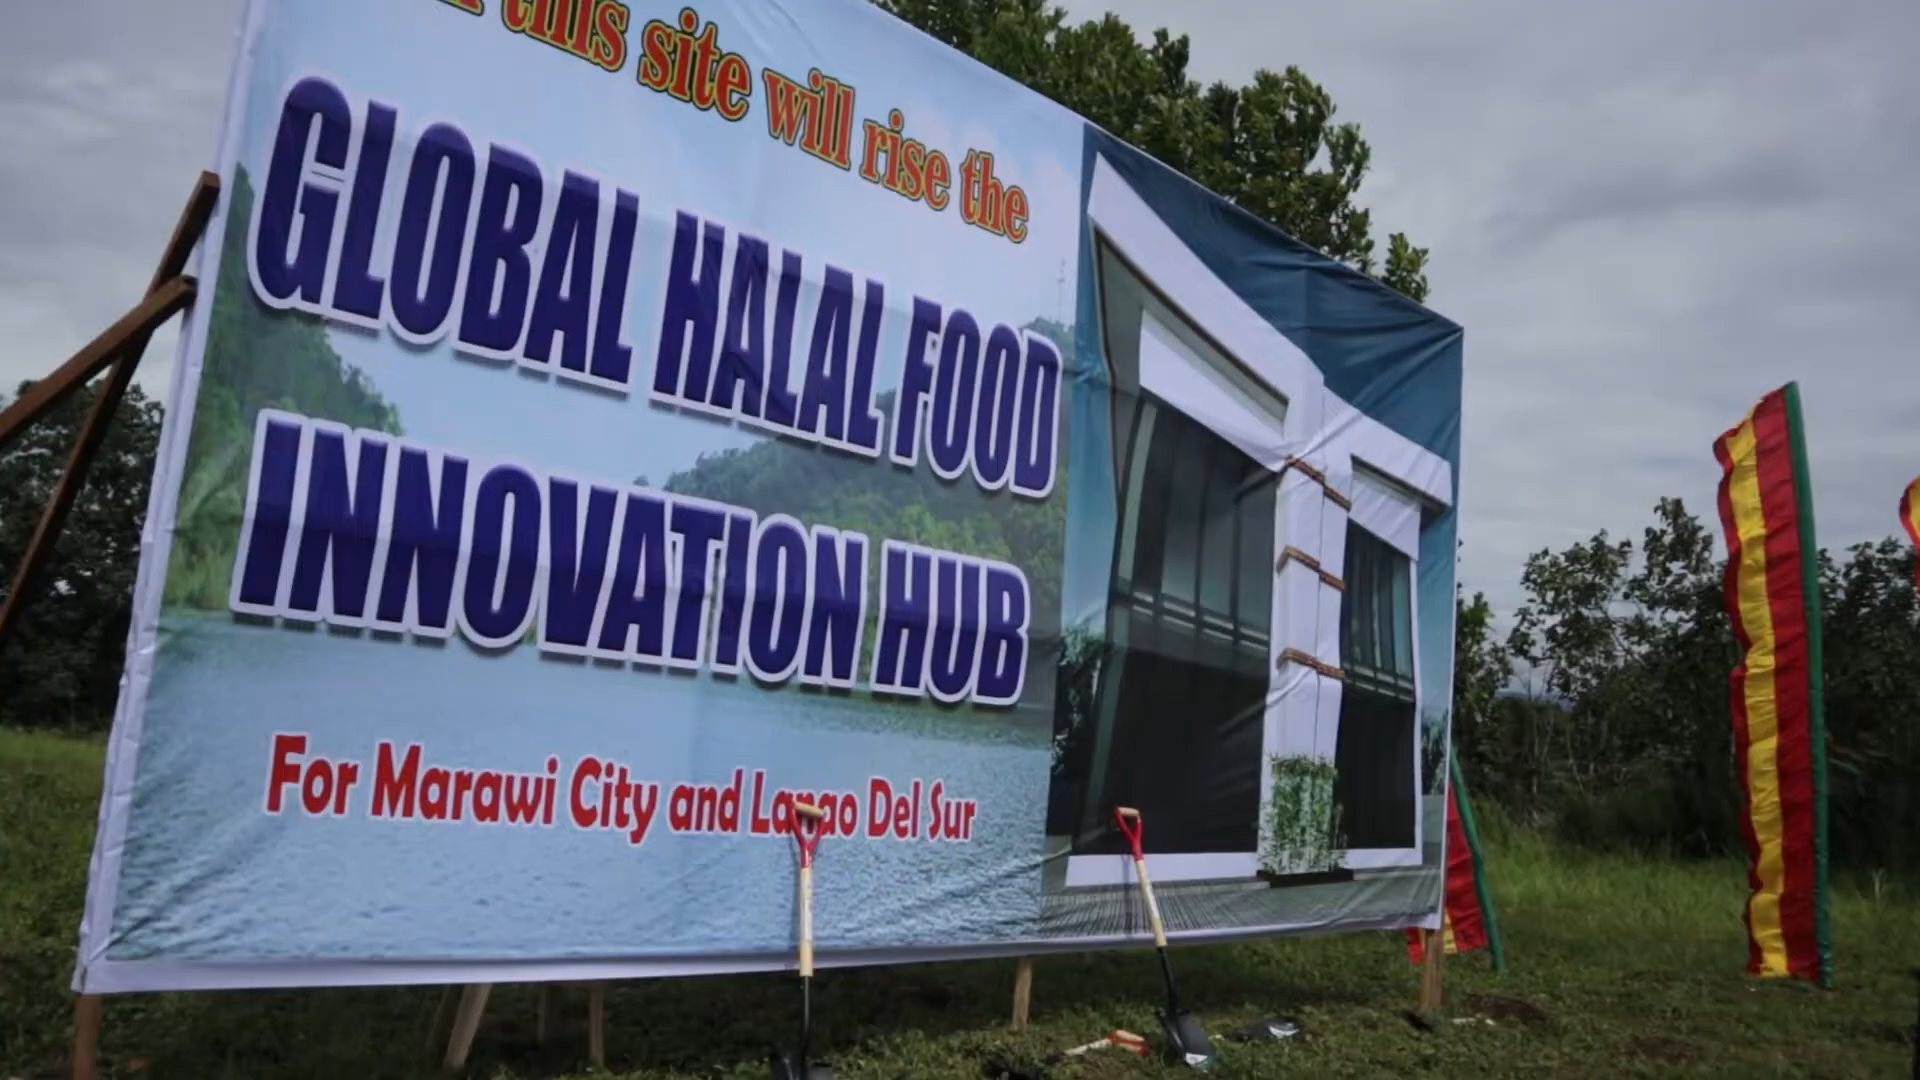 this site will rise the
GLOBAL HALAL FOOD
INNOVATION HUB
For Marawi City and Lanao Del Sur